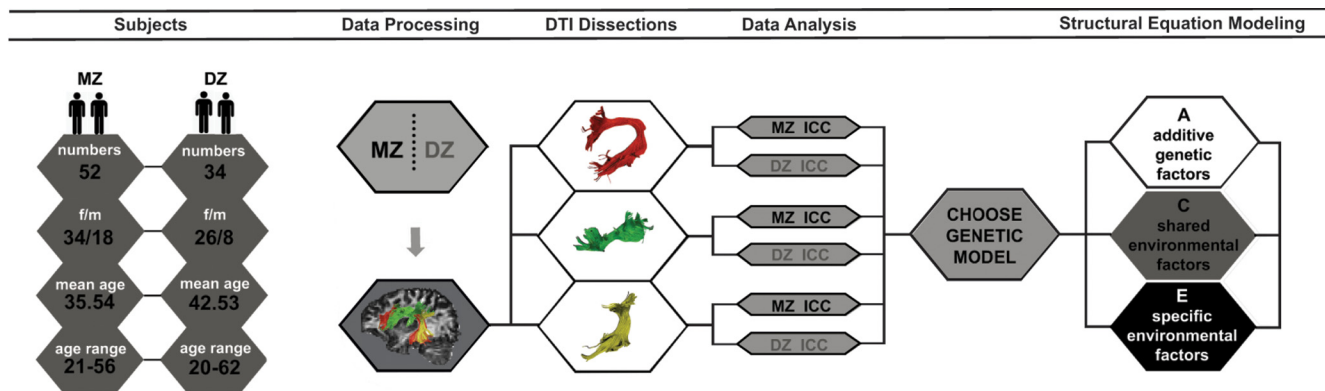 Subjects
Data Processing
DTI Dissections
Data Analysis
Structural Equation Modeling
MZ
DZ
numbers
52
numbers
34
f/m
34/18
f/m
26/8
mean age
35.54
mean age
42.53
age range
21-56
age range
20-62
MZ
DZ
MZ ICC
DZ ICC
MZ ICC
DZ ICC
MZ ICC
DZ ICC
CHOOSE
GENETIC
MODEL
A
additive
genetic
factors
C
shared
environmental
factors
E
specific
environmental
factors